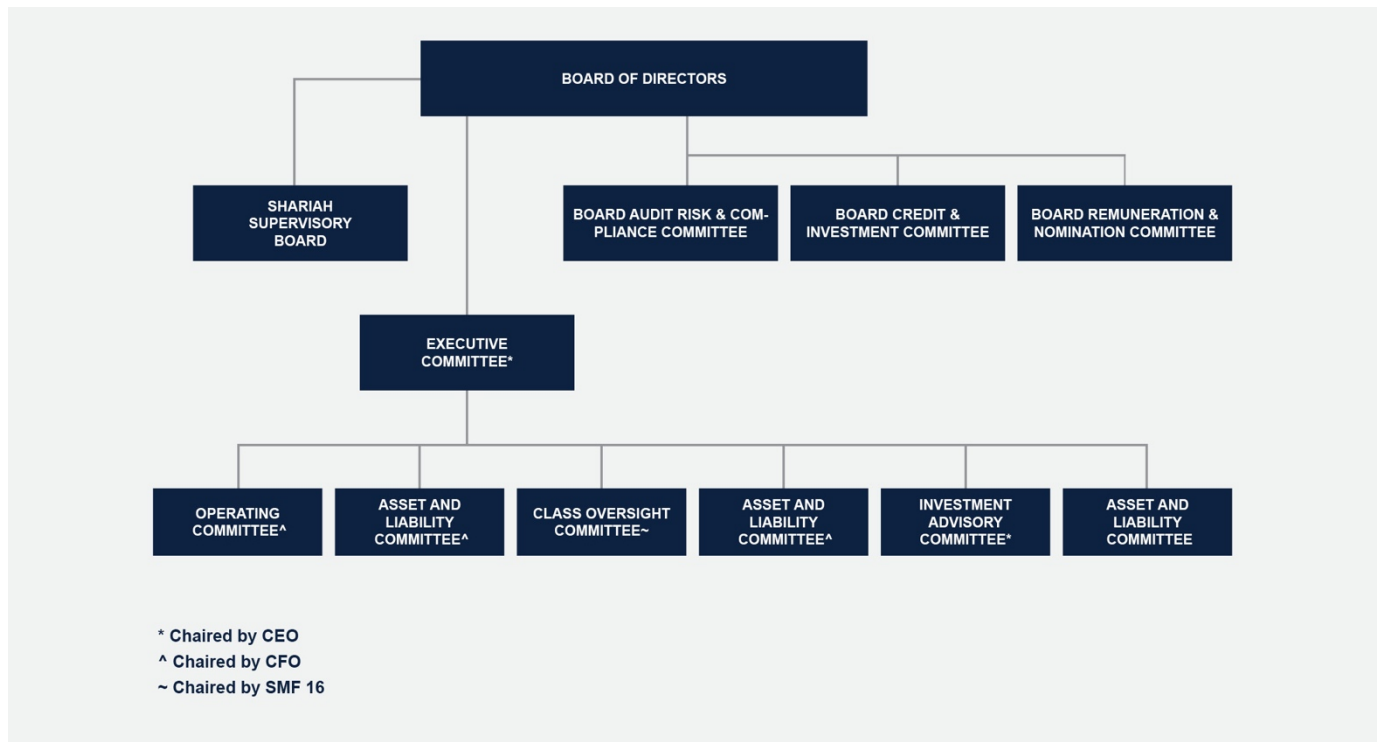 BOARD OF DIRECTORS
SHARIAH
SUPERVISORY
BOARD
BOARD AUDIT RISK & COM-
PLIANCE COMMITTEE
BOARD CREDIT &
INVESTMENT COMMITTEE
BOARD REMUNERATION &
NOMINATION COMMITTEE
EXECUTIVE
COMMITTEE*
OPERATING
COMMITTEE^
ASSET AND
LIABILITY
COMMITTEE^
CLASS OVERSIGHT
COMMITTEE~
ASSET AND
LIABILITY
COMMITTEE^
INVESTMENT
ADVISORY
COMMITTEE*
ASSET AND
LIABILITY
COMMITTEE
* Chaired by CEO
^ Chaired by CFO
~ Chaired by SMF 16